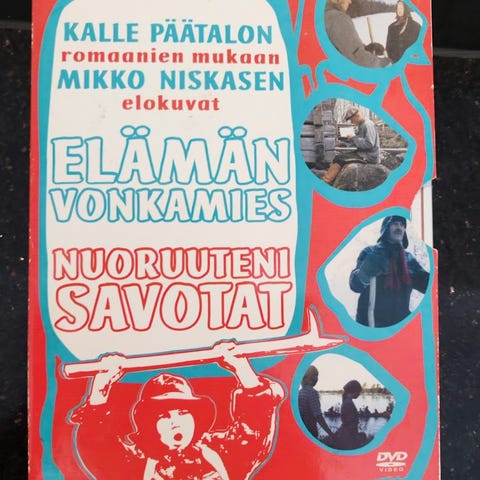 KALLE PÄÄTALON
romaanien mukaan
MIKKO NISKASEN
elokuvat
ELÄMÄN
VONKAMIES
NUORUUTENI
SAVOTAT
DVD
VIDEO